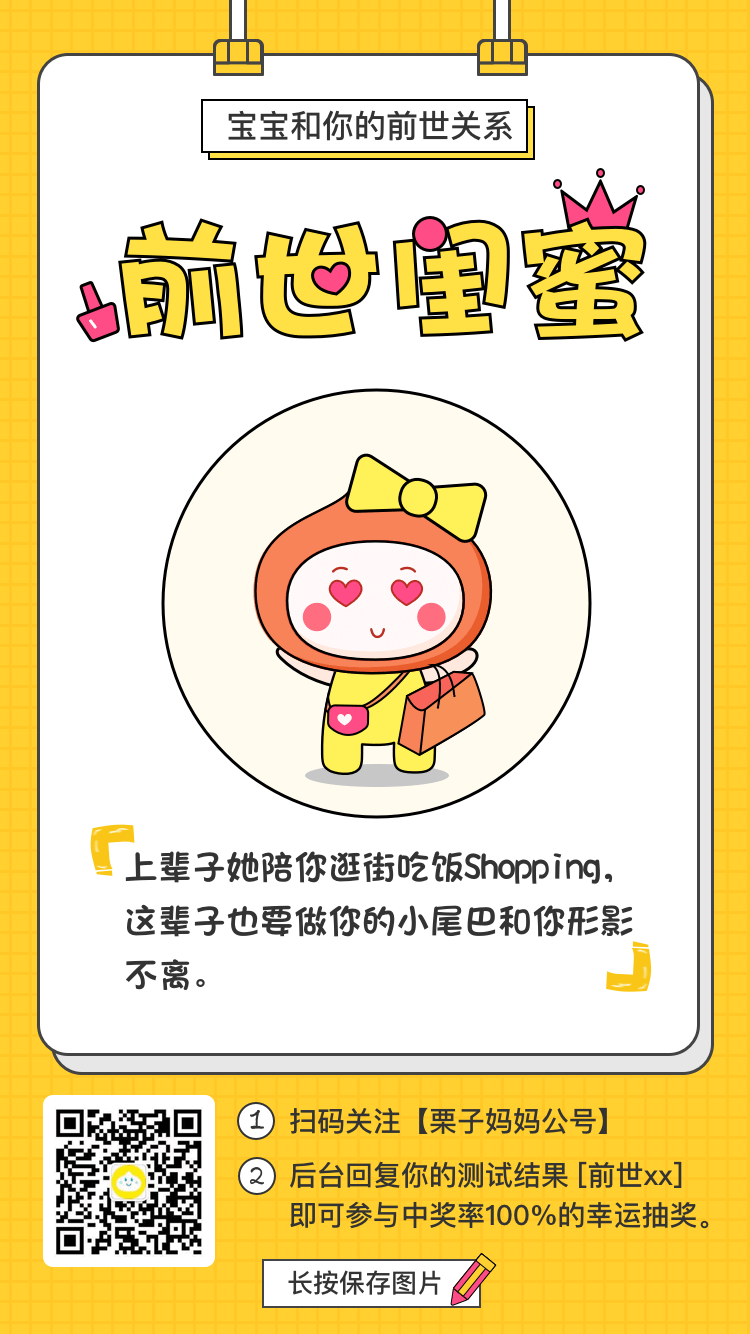 宝宝和你的前世关系
前世闺蜜
上辈子她陪你逛街吃饭Shopping,
这辈子也要做你的小尾巴和你形影
不离。
1 扫码关注【栗子妈妈公号】
2 后台回复你的测试结果 [前世xx]
即可参与中奖率100%的幸运抽奖。
长按保存图片